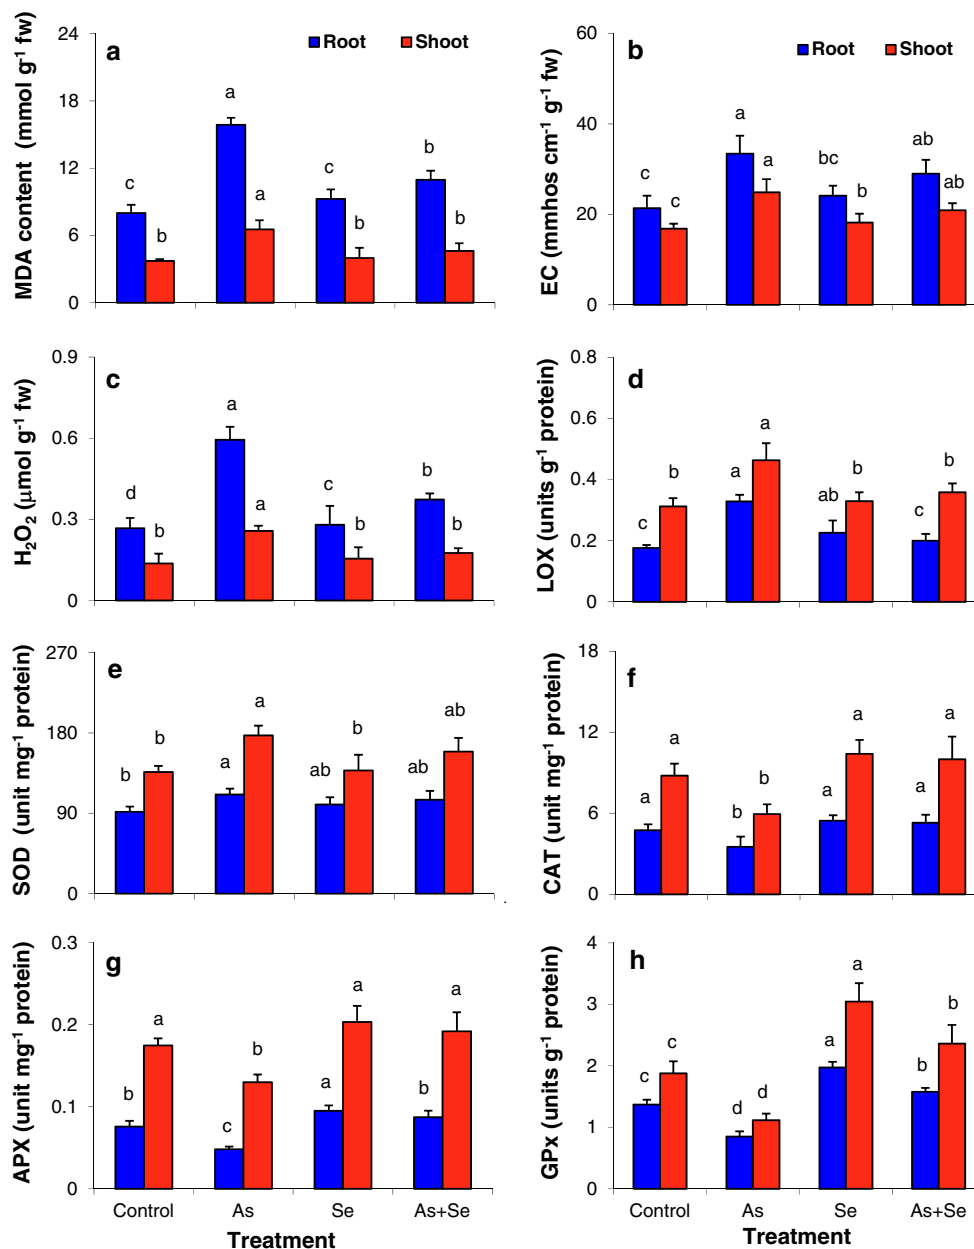 a
Root Shoot
MDA content (mmol g⁻¹ fw)
24
18
12
6
0
c
b
a
a
c
b
b
b
b
Root Shoot
EC (mmhos cm⁻¹ g⁻¹ fw)
60
40
20
0
c
c
a
a
bc
b
ab
ab
c
H₂O₂ (μmol g⁻¹ fw)
0.9
0.6
0.3
0
d
b
a
a
c
b
b
b
d
LOX (units g⁻¹ protein)
0.8
0.6
0.4
0.2
0
c
b
a
a
ab
b
c
b
e
SOD (unit mg⁻¹ protein)
270
180
90
0
b
b
a
a
ab
b
ab
ab
f
CAT (unit mg⁻¹ protein)
18
12
6
0
a
a
b
b
a
a
a
a
g
APX (unit mg⁻¹ protein)
0.3
0.2
0.1
0
b
a
c
b
a
a
b
a
Control As Se As+Se
Treatment
h
GPx (units g⁻¹ protein)
4
3
2
1
0
c
c
d
d
a
a
b
b
Control As Se As+Se
Treatment